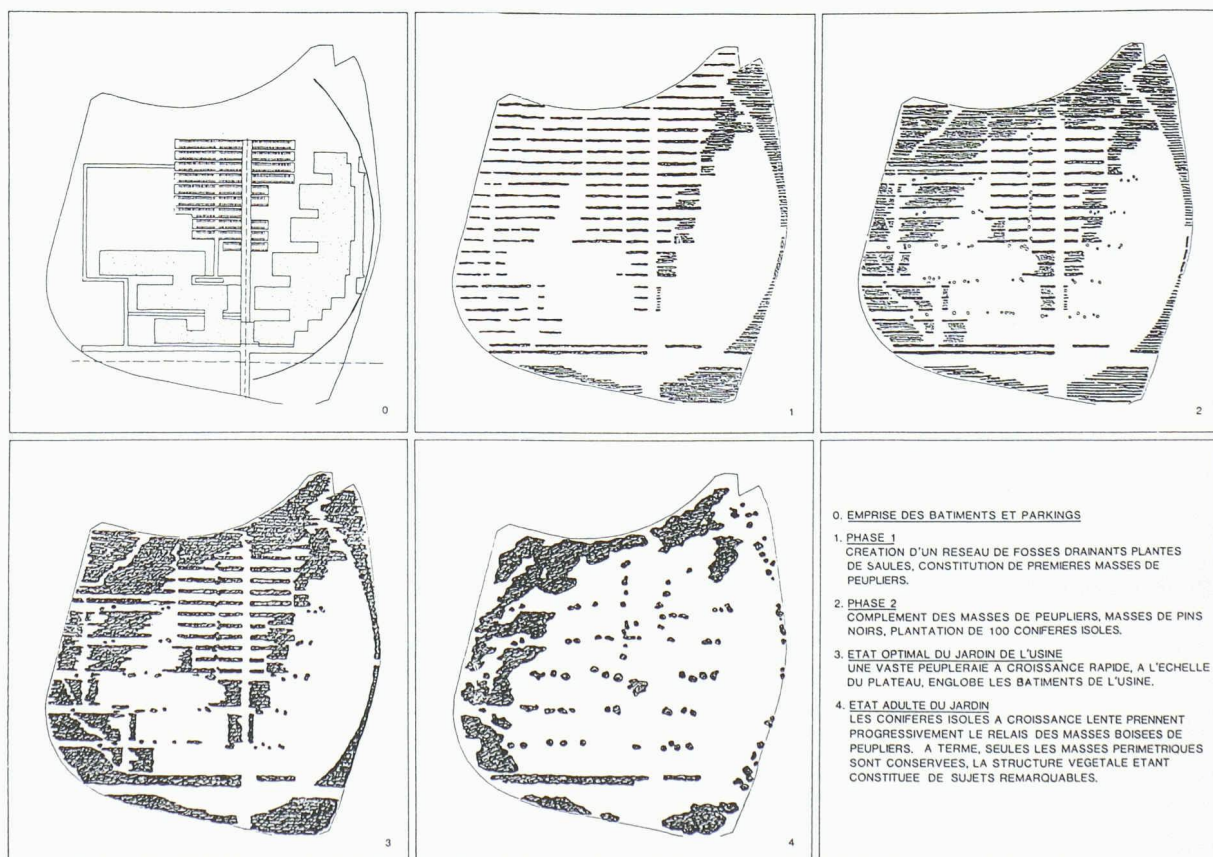 0
1
2
3
4
0. EMPRISE DES BATIMENTS ET PARKINGS
1. PHASE 1
CREATION D'UN RESEAU DE FOSSES DRAINANTS PLANTES
DE SAULES, CONSTITUTION DE PREMIERES MASSES DE
PEUPLIERS.
2. PHASE 2
COMPLEMENT DES MASSES DE PEUPLIERS, MASSES DE PINS
NOIRS, PLANTATION DE 100 CONIFERES ISOLES.
3. ETAT OPTIMAL DU JARDIN DE L'USINE
UNE VASTE PEUPLERAIE A CROISSANCE RAPIDE, A L'ECHELLE
DU PLATEAU, ENGLOBE LES BATIMENTS DE L'USINE.
4. ETAT ADULTE DU JARDIN
LES CONIFERES ISOLES A CROISSANCE LENTE PRENNENT
PROGRESSIVEMENT LE RELAIS DES MASSES BOISEES DE
PEUPLIERS. A TERME, SEULES LES MASSES PERIMETRIQUES
SONT CONSERVEES, LA STRUCTURE VEGETALE ETANT
CONSTITUEE DE SUJETS REMARQUABLES.